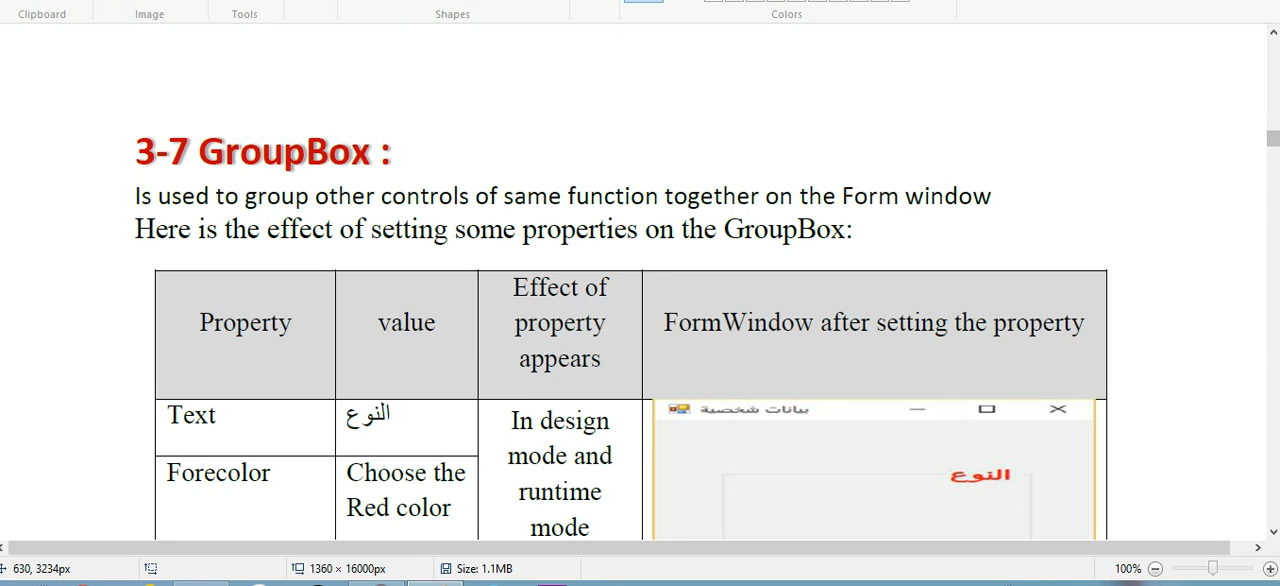 Clipboard
Image
Tools
Shapes
Colors
3-7 GroupBox :
Is used to group other controls of same function together on the Form window
Here is the effect of setting some properties on the GroupBox:
Property
value
Effect of
property
appears
FormWindow after setting the property
Text
النوع
In design
mode and
runtime
mode
Forecolor
Choose the
Red color
بيانات شخصية
النوع
630, 3234px
1360 × 16000px
Size: 1.1MB
100%